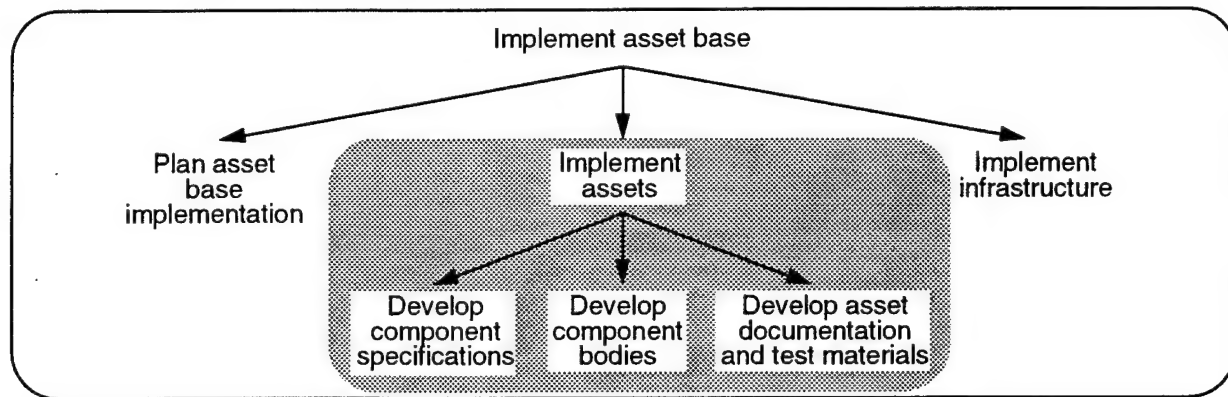 Implement asset base
Plan asset
base
implementation
Implement
assets
Implement
infrastructure
Develop
component
specifications
Develop
component
bodies
Develop asset
documentation
and test materials